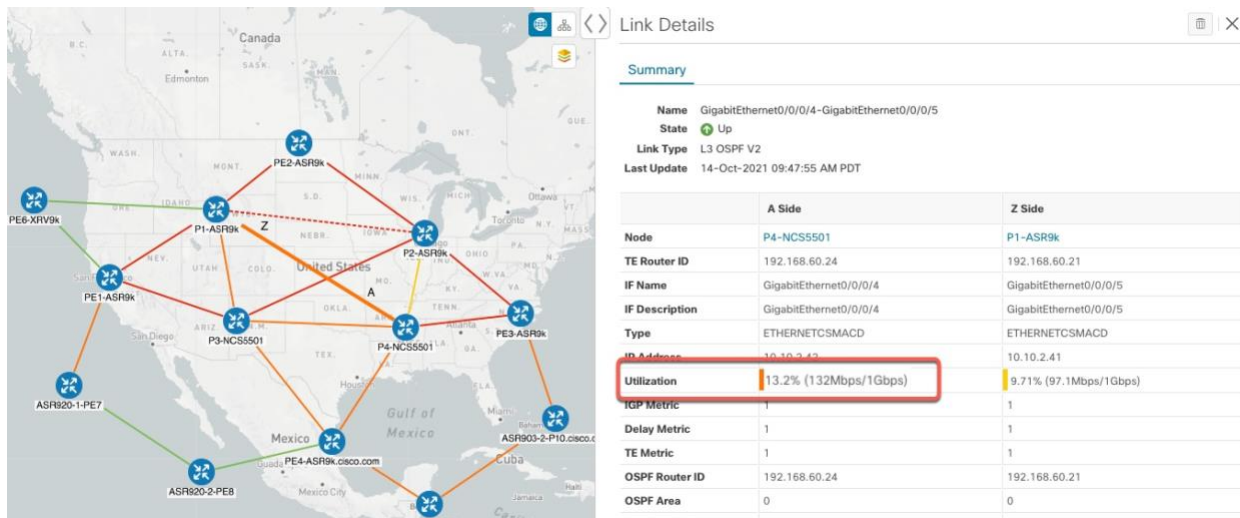 Canada
B.C.
ALTA.
SASK.
MAN.
Edmonton
ONT.
QUE.
WASH.
MONT.
MINN.
PE2-ASR9k
PE6-XRV9k
ORE.
IDAHO
S.D.
WIS.
MICH.
Ottawa
VT.
Toronto
N.Y.
MASS
P1-ASR9k
Z
NEBR.
IOWA
P2-ASR9k
OHIO
PA.
MD.
N.J.
NEV.
UTAH
COLO.
United States
MO.
KY.
W.VA.
VA.
PE1-ASR9k
A
OKLA.
TENN.
San Diego
ARIZ.
P3-NCS5501
P4-NCS5501
Atlanta
GA.
PE3-ASR9k
TEX.
LA.
Houston
FLA.
ASR920-1-PE7
Gulf of
Mexico
Miami
ASR903-2-P10.cisco.c
Mexico
PE4-ASR9k.cisco.com
Cuba
ASR920-2-PE8
Mexico City
Haiti
Jamaica
Link Details
Summary
Name GigabitEthernet0/0/0/4-GigabitEthernet0/0/0/5
State Up
Link Type L3 OSPF V2
Last Update 14-Oct-2021 09:47:55 AM PDT
A Side Z Side
Node P4-NCS5501 P1-ASR9k
TE Router ID 192.168.60.24 192.168.60.21
IF Name GigabitEthernet0/0/0/4 GigabitEthernet0/0/0/5
IF Description GigabitEthernet0/0/0/4 GigabitEthernet0/0/0/5
Type ETHERNETCSMACD ETHERNETCSMACD
IP Address 10.10.2.42 10.10.2.41
Utilization 13.2% (132Mbps/1Gbps) 9.71% (97.1Mbps/1Gbps)
IGP Metric 1 1
Delay Metric 1 1
TE Metric 1 1
OSPF Router ID 192.168.60.24 192.168.60.21
OSPF Area 0 0